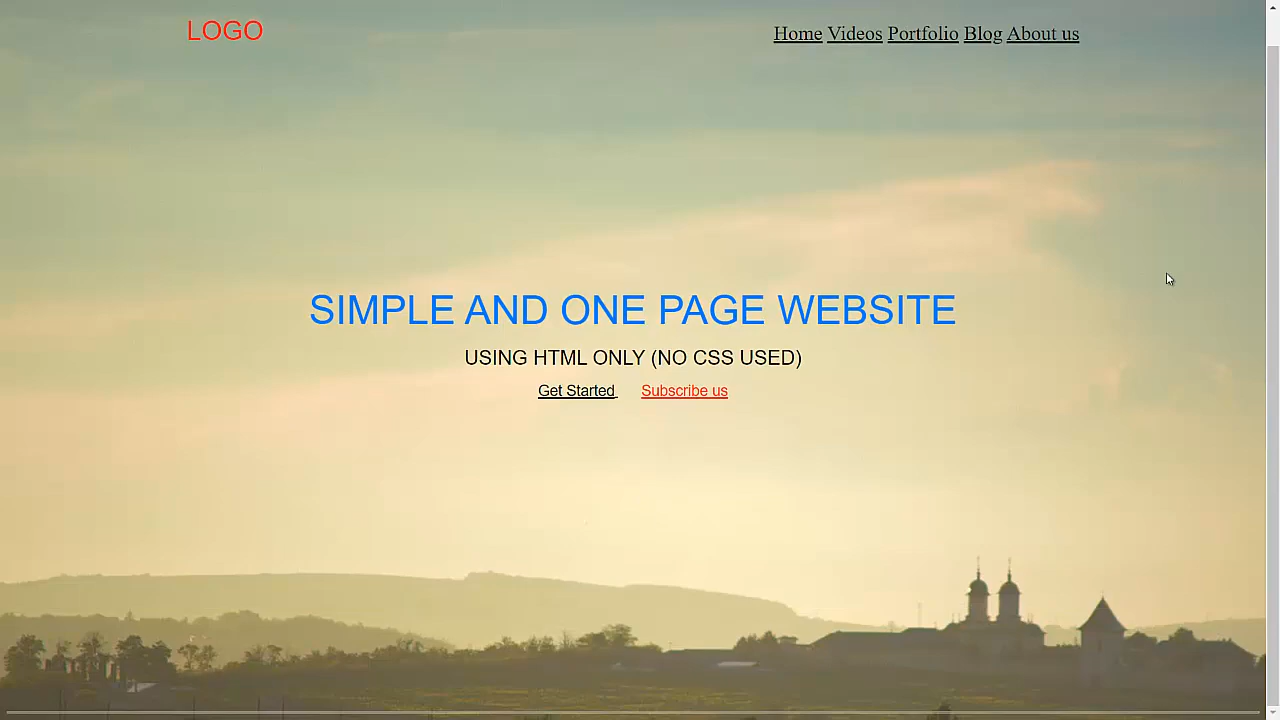 LOGO
Home Videos Portfolio Blog About us
SIMPLE AND ONE PAGE WEBSITE
USING HTML ONLY (NO CSS USED)
Get Started Subscribe us